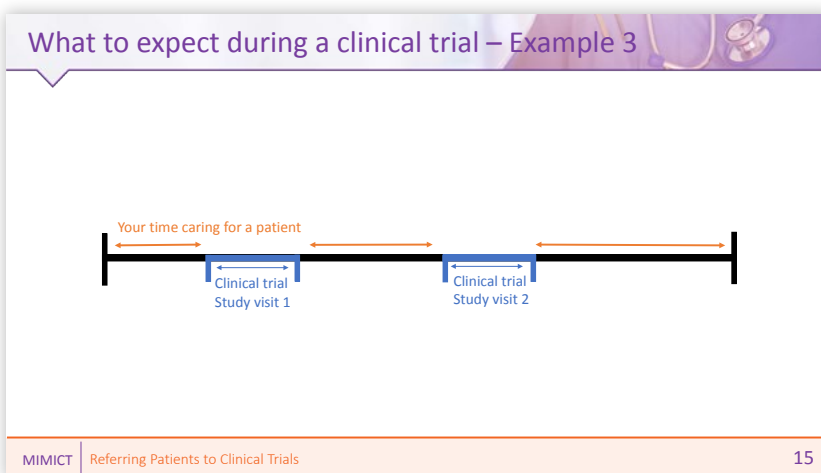 What to expect during a clinical trial – Example 3
Your time caring for a patient
Clinical trial
Study visit 1
Clinical trial
Study visit 2
MIMICT
Referring Patients to Clinical Trials
15